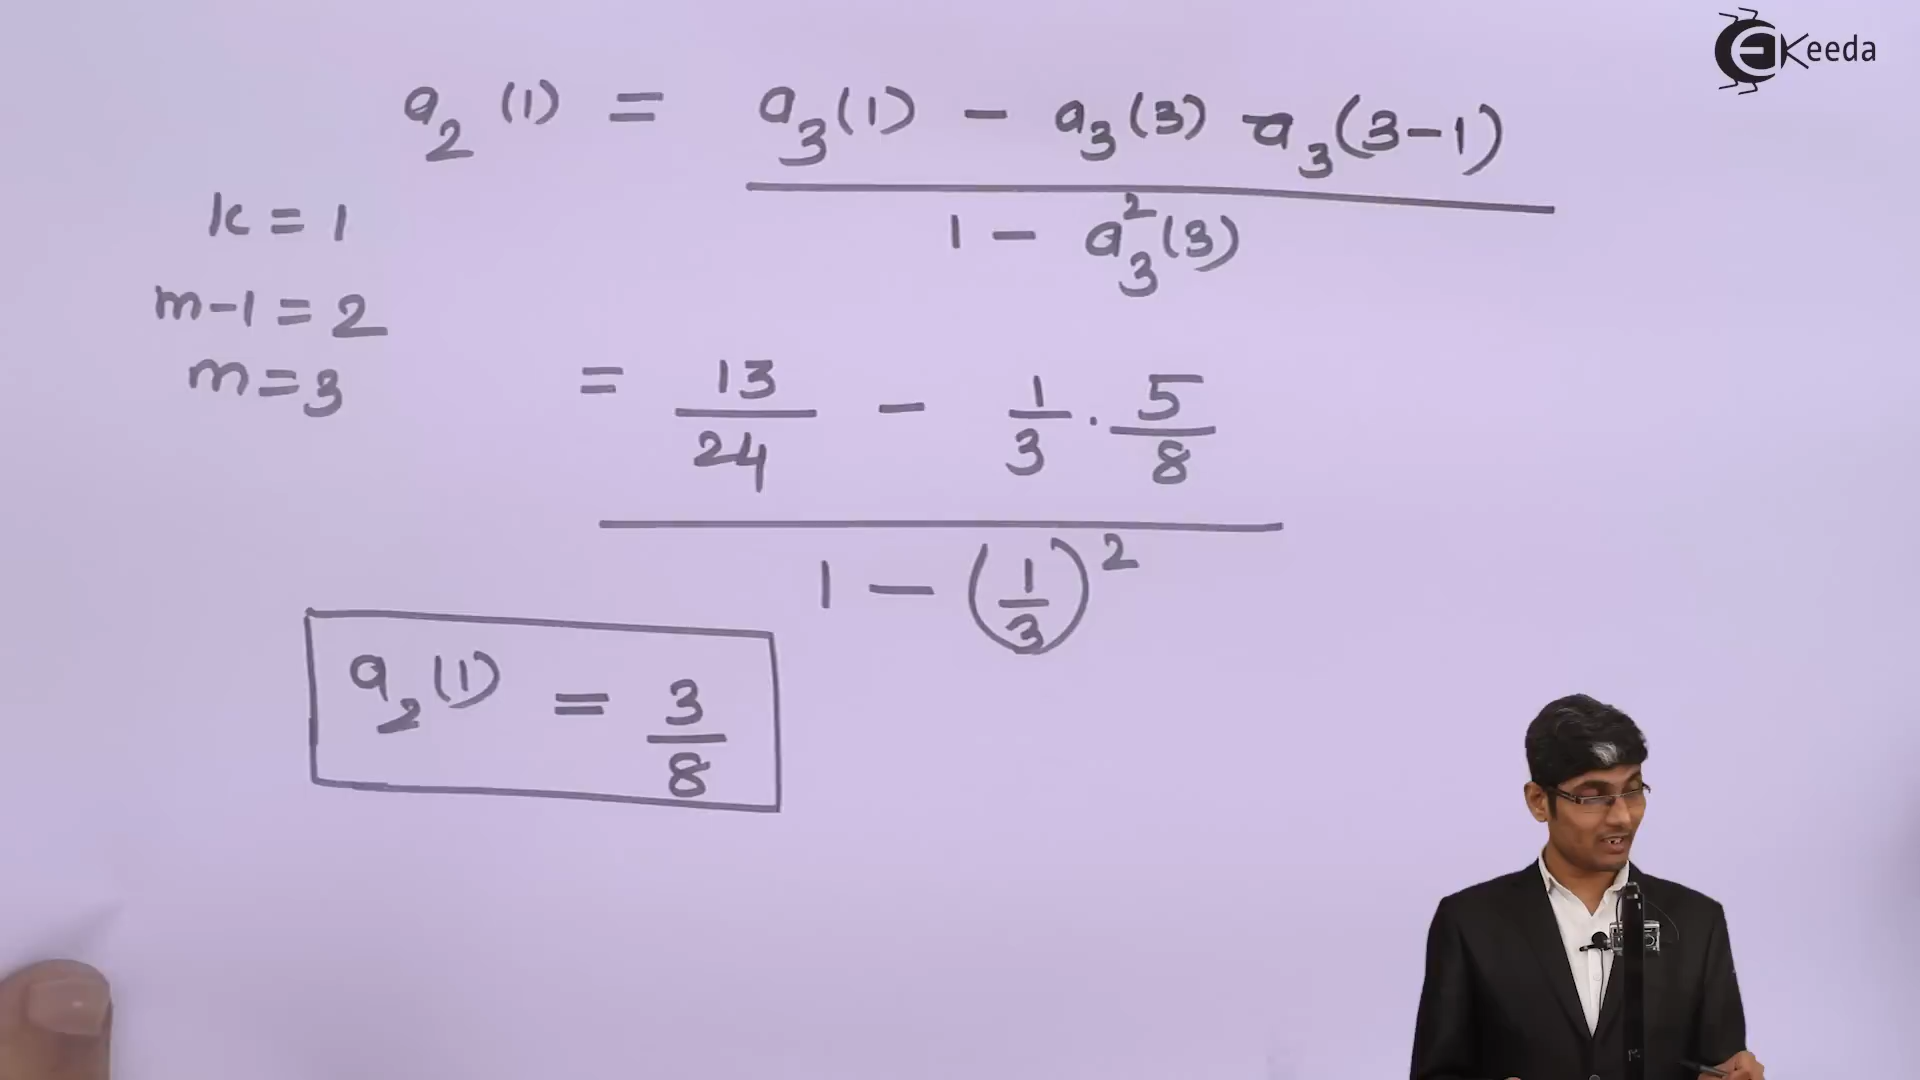 Keeda
a₂(1) = (a₃(1) - a₃(3) a₃(3-1)) / (1 - a₃²(3))
k = 1
m-1 = 2
m = 3
= (13/24 - 1/3 · 5/8) / (1 - (1/3)²)
a₂(1) = 3/8